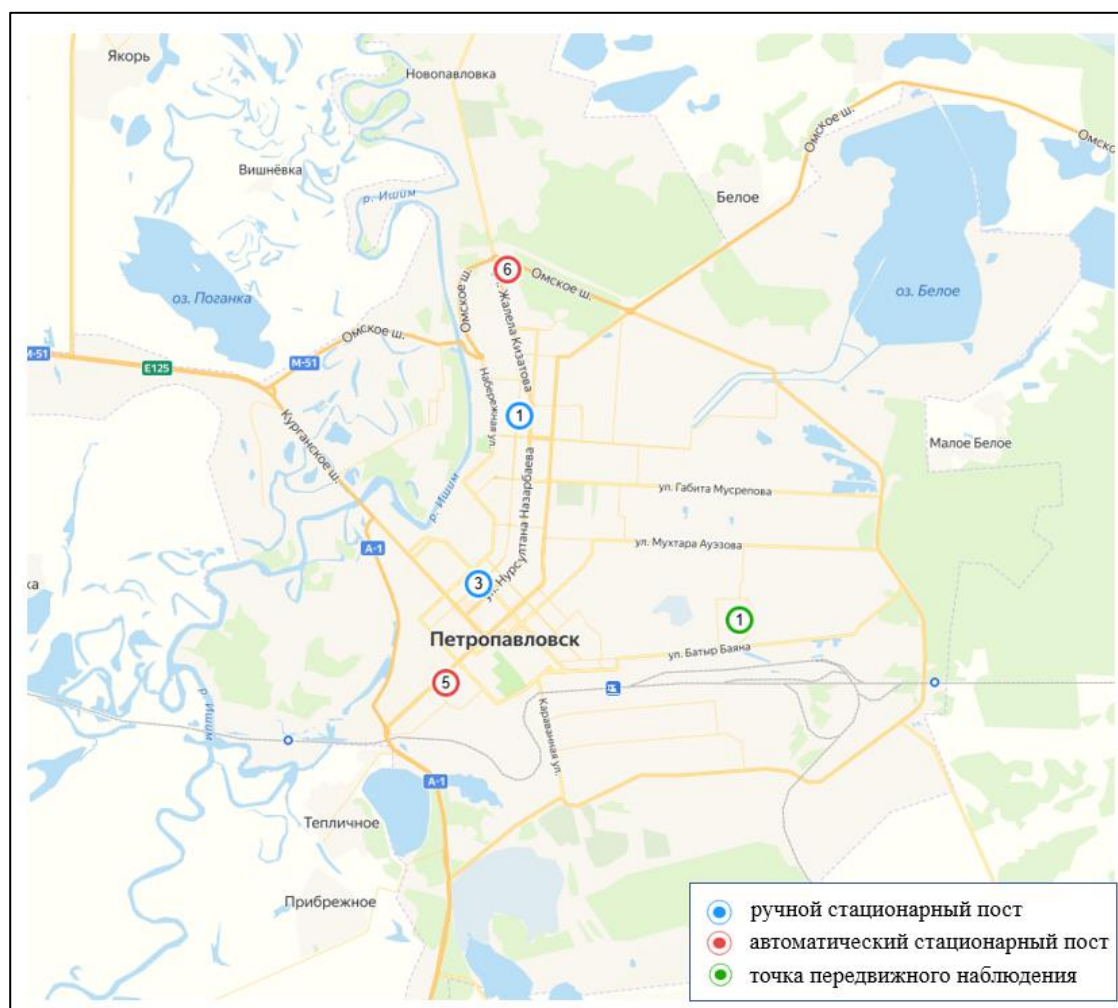 Якорь
Новопавловка
Омское ш.
Омско
Вишнёвка
р. Ишим
Белое
6
Омское ш.
оз. Поганка
оз. Белое
Омское ш.
Жалела Кизатова
Омское ш.
М-51
Е125
М-51
Набережная ул.
1
Курганское ш.
Малое Белое
р. Ишим
ул. Нурсултана Назарбаева
ул. Габита Мусрепова
А-1
ул. Мухтара Ауэзова
ка
3
1
Петропавловск
ул. Батыр Баяна
5
р. Ишим
Караванная ул.
А-1
Тепличное
Прибрежное
ручной стационарный пост
автоматический стационарный пост
точка передвижного наблюдения